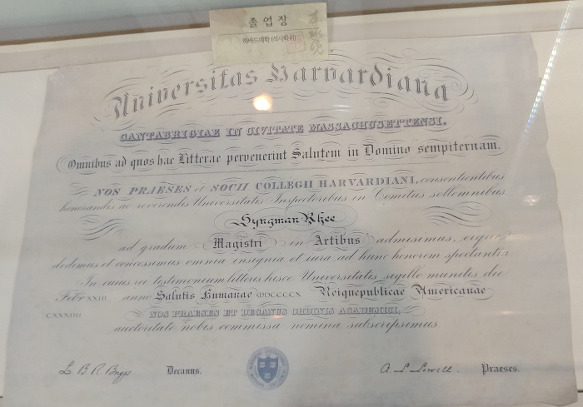 졸업장
Universitas Harvardiana
CANTABRIGIAE IN CIVITATE MASSACHUSETTENSI.
Omnibus ad quos hae Litterae pervenerint Salutem in Domino sempiternam.
NOS PRAESES et SOCII COLLEGII HARVARDIANI, consentientibus
honorandis ac reverendis Universitatis Inspectoribus in Comitiis sollemnibus
Syngman Rhee
ad gradum Magistri in Artibus admisimus, eique
dedimus et concessimus omnia insignia et iura ad hunc honorem spectantia
In cuius rei testimonium litteris hisce Universitatis sigillo munitis die
Febr XXIII anno Salutis Humanae MDCCCCX Reique publicae Americanae
CXXXIIII
NOS PRAESES ET DECANUS ORDINIS ACADEMICI,
auctoritate nobis commissa nomina subscripsimus
L B R Briggs Decanus. A. L. Lowell Praeses.